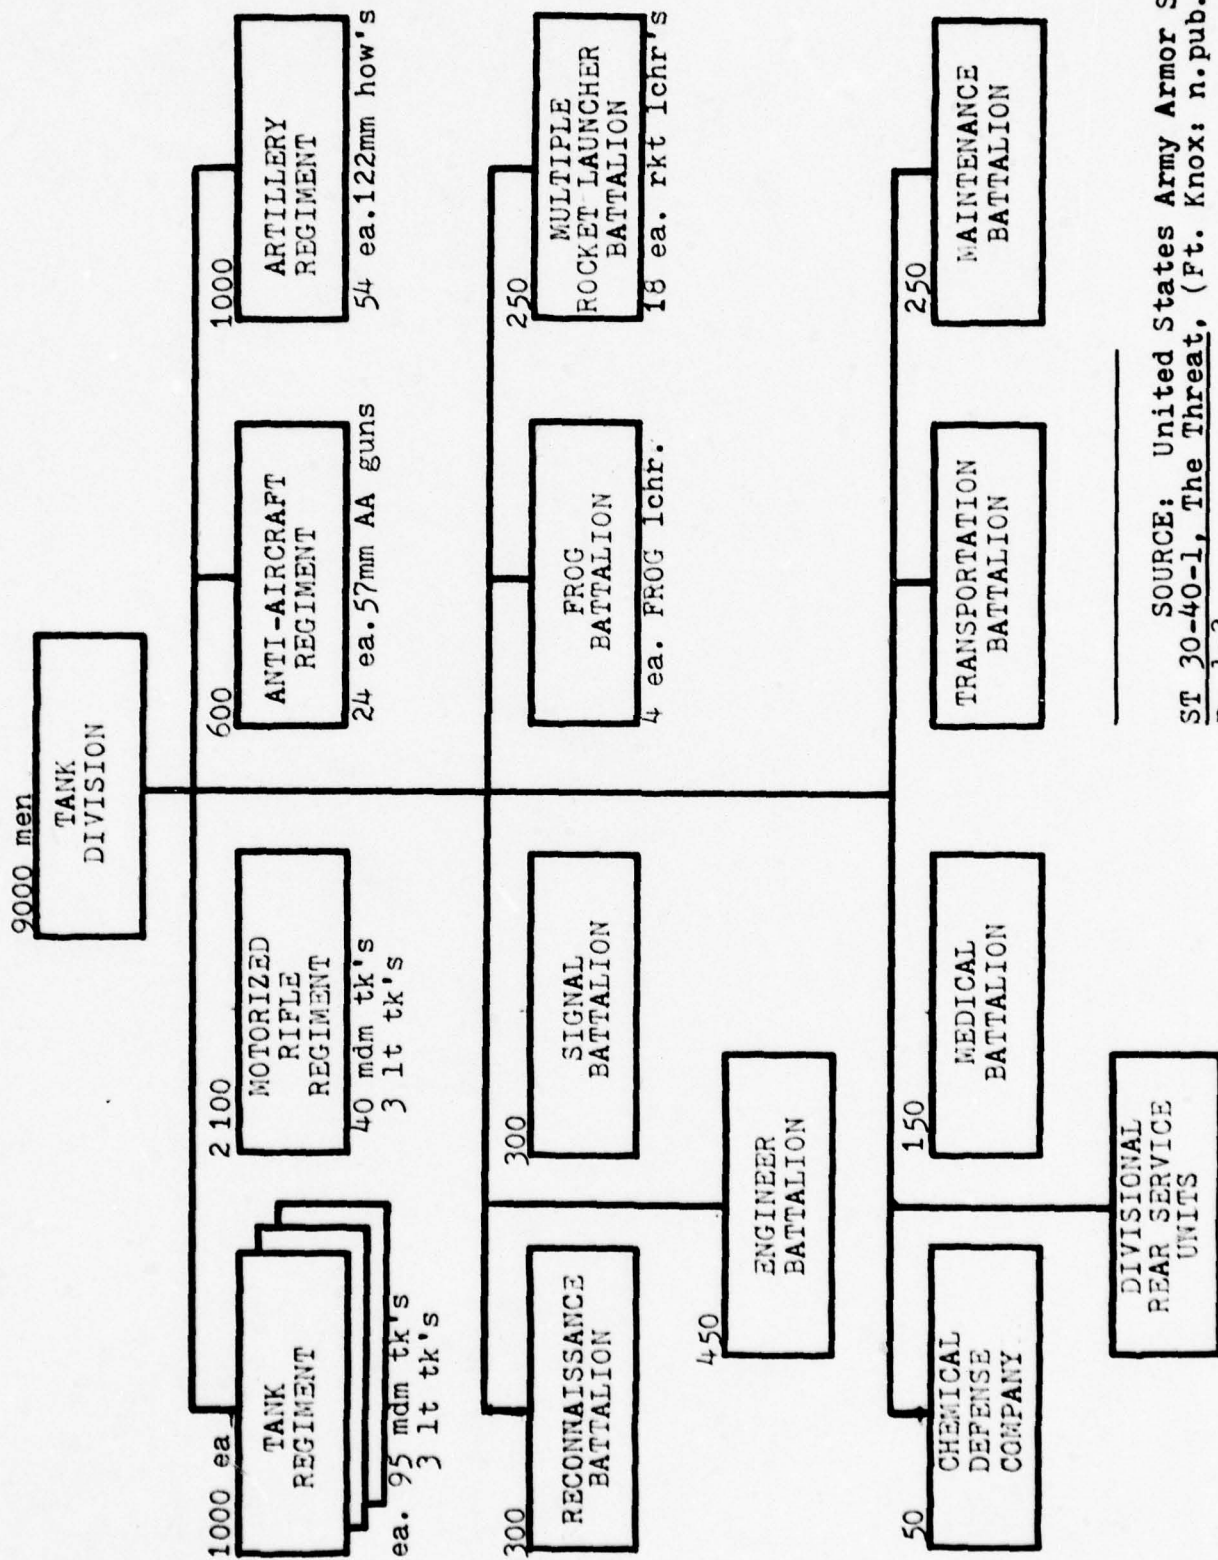 9000 men
TANK
DIVISION
1000 ea
TANK
REGIMENT
ea. 95 mdm tk's
3 lt tk's
2100
MOTORIZED
RIFLE
REGIMENT
40 mdm tk's
3 lt tk's
600
ANTI-AIRCRAFT
REGIMENT
24 ea.57mm AA guns
1000
ARTILLERY
REGIMENT
54 ea.122mm how's
300
RECONNAISSANCE
BATTALION
300
SIGNAL
BATTALION
FROG
BATTALION
4 ea. FROG lchr.
250
MULTIPLE
ROCKET LAUNCHER
BATTALION
18 ea. rkt lchr's
450
ENGINEER
BATTALION
50
CHEMICAL
DEFENSE
COMPANY
150
MEDICAL
BATTALION
TRANSPORTATION
BATTALION
250
MAINTENANCE
BATTALION
DIVISIONAL
REAR SERVICE
UNITS
SOURCE: United States Army Armor
ST 30-40-1, The Threat, (Ft. Knox: n.pub.